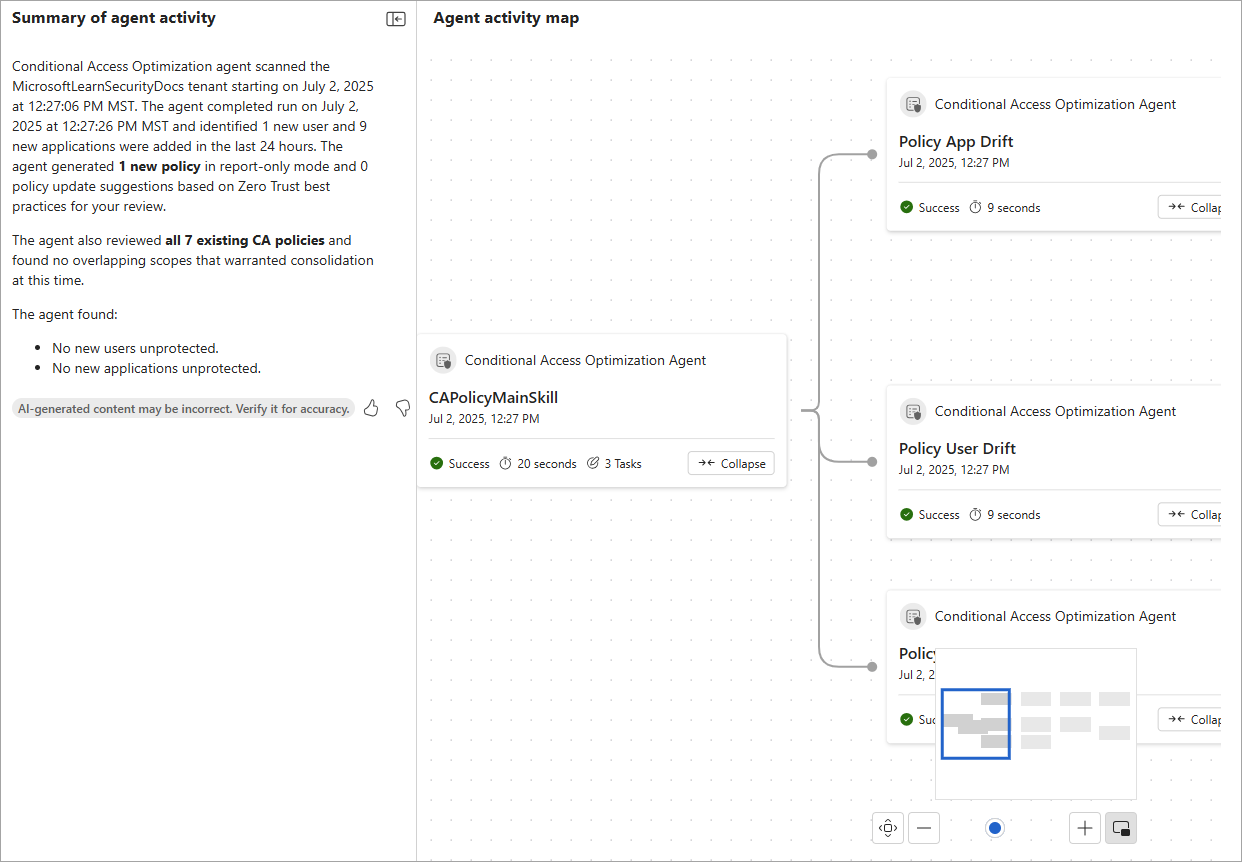 Summary of agent activity
Conditional Access Optimization agent scanned the
MicrosoftLearnSecurityDocs tenant starting on July 2, 2025
at 12:27:06 PM MST. The agent completed run on July 2,
2025 at 12:27:26 PM MST and identified 1 new user and 9
new applications were added in the last 24 hours. The
agent generated 1 new policy in report-only mode and 0
policy update suggestions based on Zero Trust best
practices for your review.
The agent also reviewed all 7 existing CA policies and
found no overlapping scopes that warranted consolidation
at this time.
The agent found:
• No new users unprotected.
• No new applications unprotected.
AI-generated content may be incorrect. Verify it for accuracy.
Agent activity map
Conditional Access Optimization Agent
CAPolicyMainSkill
Jul 2, 2025, 12:27 PM
Success 20 seconds 3 Tasks Collapse
Conditional Access Optimization Agent
Policy App Drift
Jul 2, 2025, 12:27 PM
Success 9 seconds Collap
Conditional Access Optimization Agent
Policy User Drift
Jul 2, 2025, 12:27 PM
Success 9 seconds Collap
Conditional Access Optimization Agent
Policy
Jul 2, 2
Suc Collap